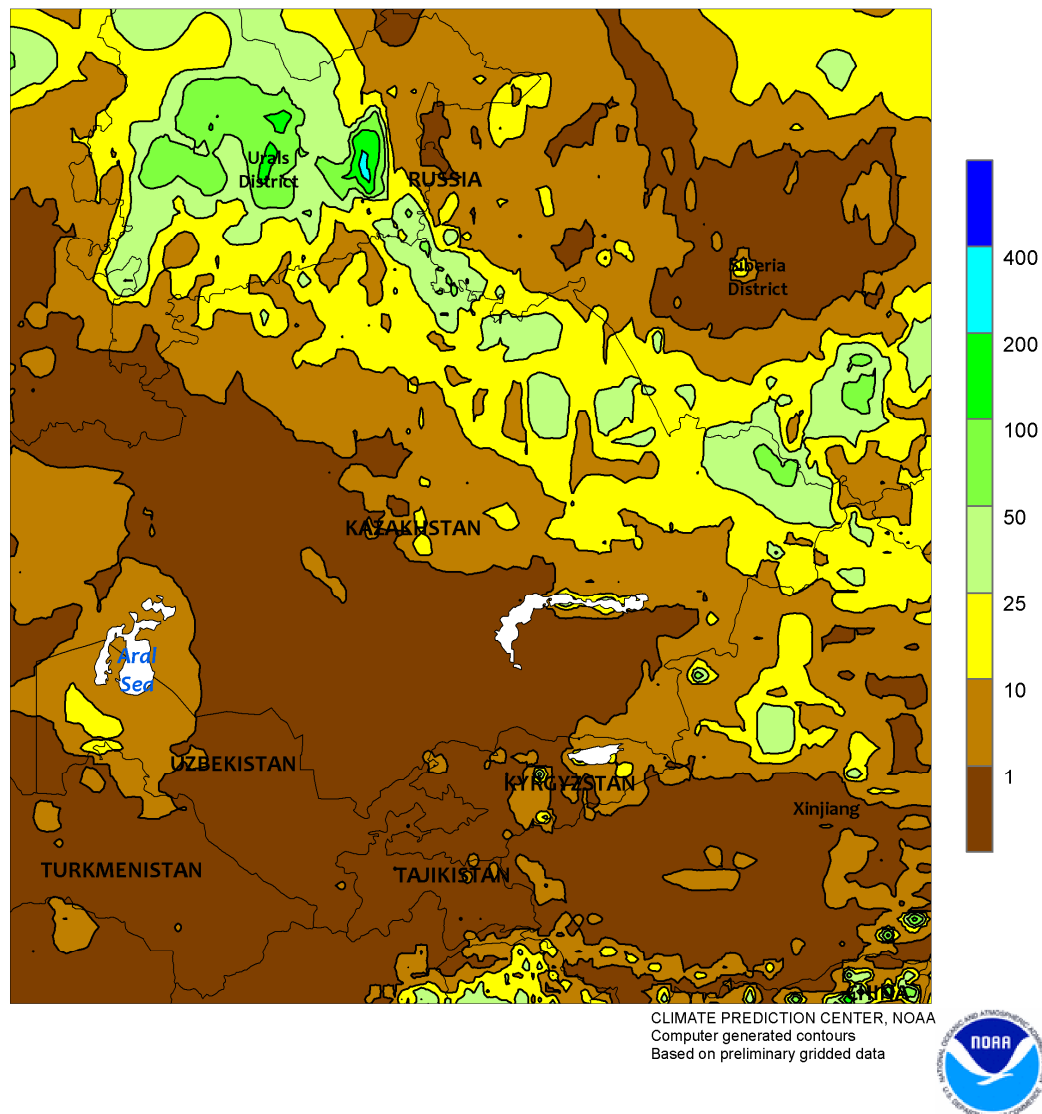 Urals
District
RUSSIA
Siberia
District
KAZAKHSTAN
Aral
Sea
UZBEKISTAN
KYRGYZSTAN
Xinjiang
TURKMENISTAN
TAJIKISTAN
CHINA
400
200
100
50
25
10
1
CLIMATE PREDICTION CENTER, NOAA
Computer generated contours
Based on preliminary gridded data
NOAA